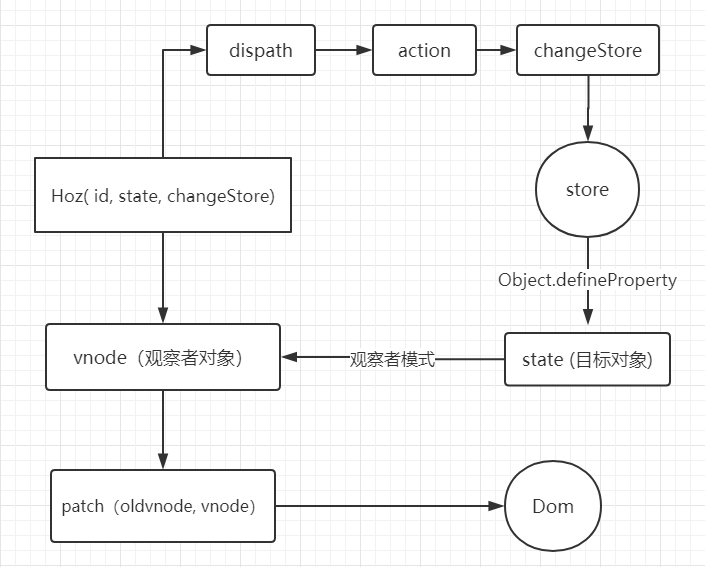 dispath
action
changeStore
Hoz( id, state, changeStore)
store
Object.defineProperty
vnode（观察者对象）
观察者模式
state (目标对象)
patch（oldvnode, vnode）
Dom